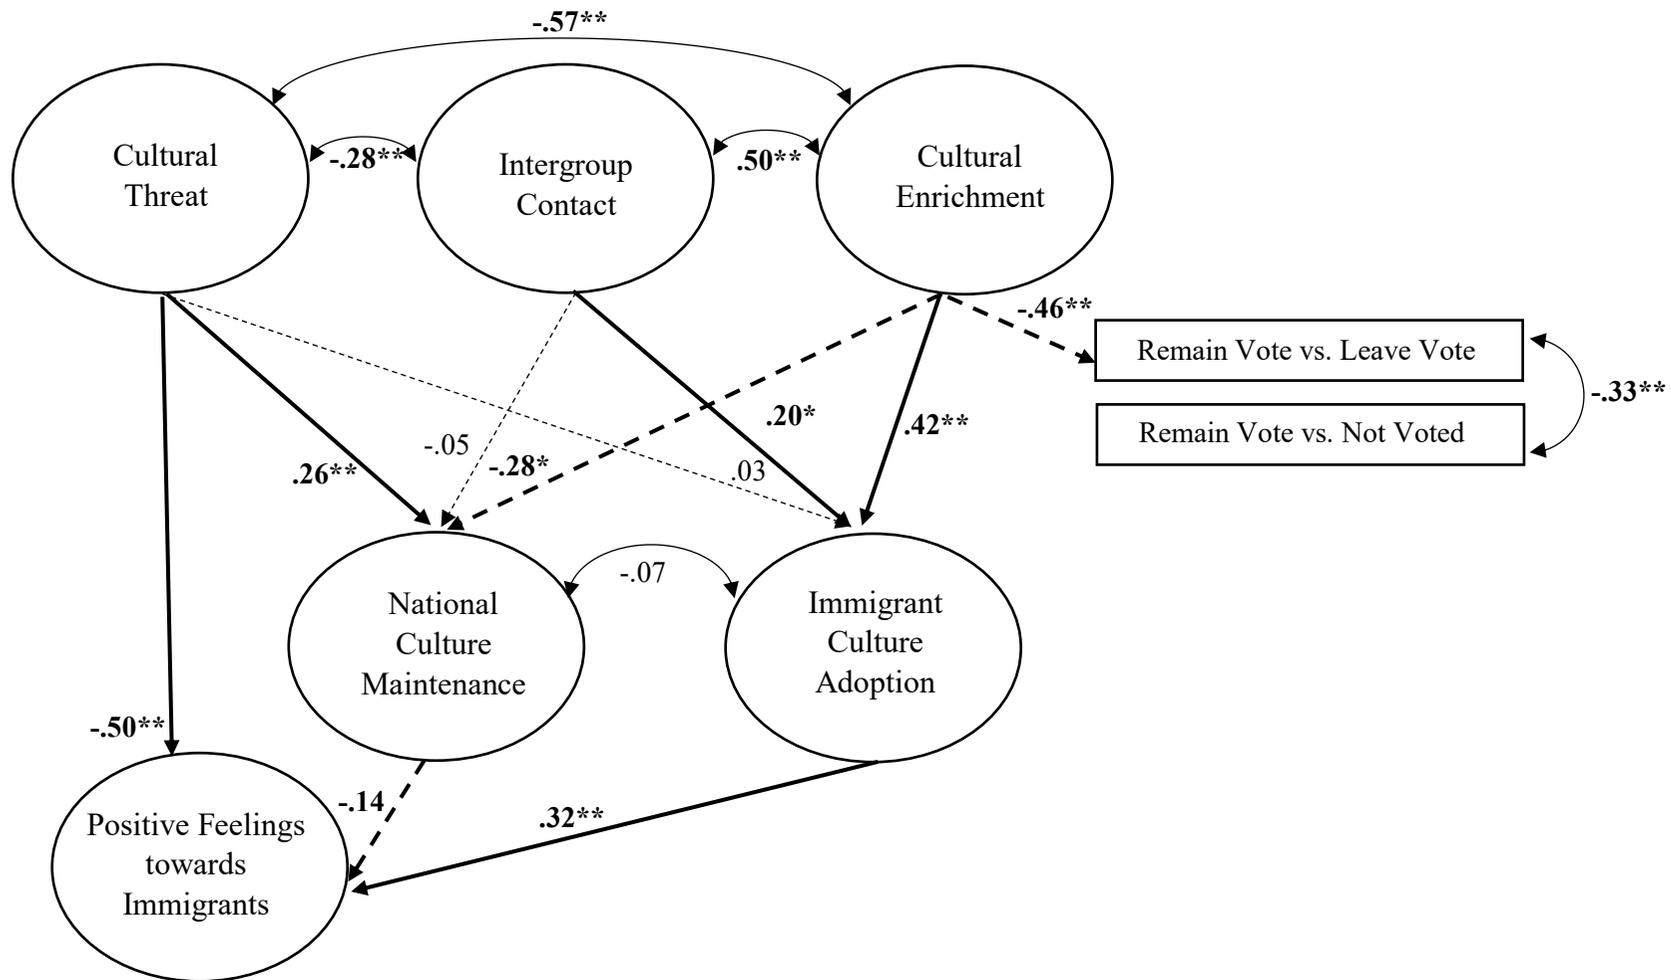 -.57**
Cultural
Threat
-.28**
Intergroup
Contact
.50**
Cultural
Enrichment
-.46**
Remain Vote vs. Leave Vote
-.33**
Remain Vote vs. Not Voted
.20*
.42**
-.05
-.28*
.26**
.03
-.07
National
Culture
Maintenance
Immigrant
Culture
Adoption
-.50**
-.14
.32**
Positive Feelings
towards
Immigrants